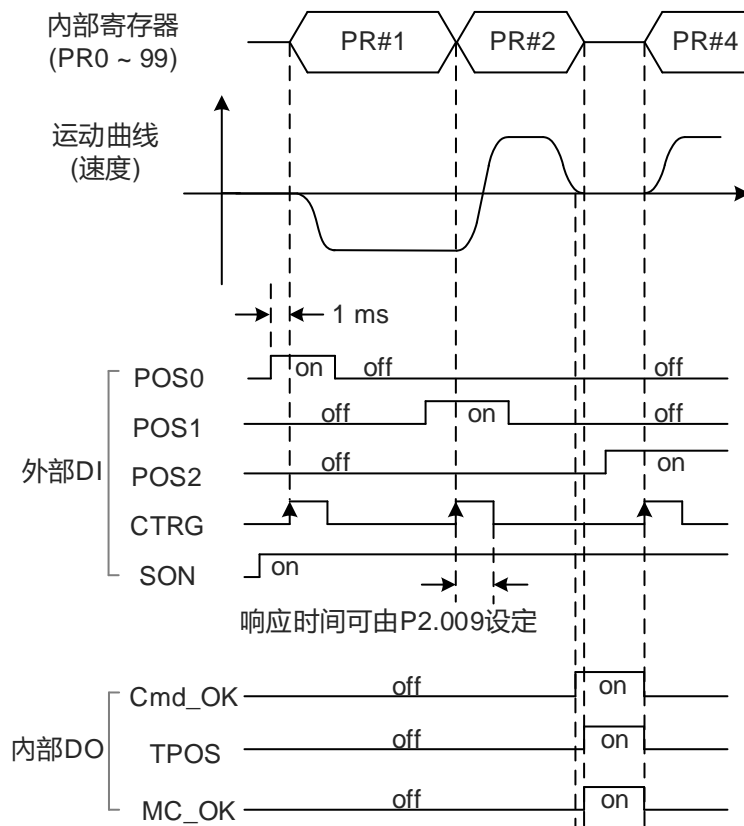 内部寄存器
(PR0 ~ 99)
PR#1
PR#2
PR#4
运动曲线
(速度)
1 ms
外部DI
POS0
on
off
off
POS1
off
on
off
POS2
off
on
CTRG
SON
on
响应时间可由P2.009设定
内部DO
Cmd_OK
off
on
TPOS
off
on
MC_OK
off
on